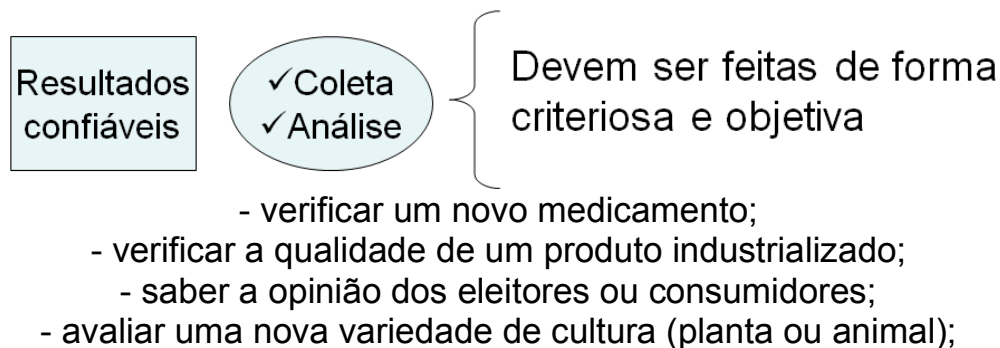 Resultados
confiáveis
✓Coleta
✓Análise
Devem ser feitas de forma
criteriosa e objetiva
- verificar um novo medicamento;
- verificar a qualidade de um produto industrializado;
- saber a opinião dos eleitores ou consumidores;
- avaliar uma nova variedade de cultura (planta ou animal);